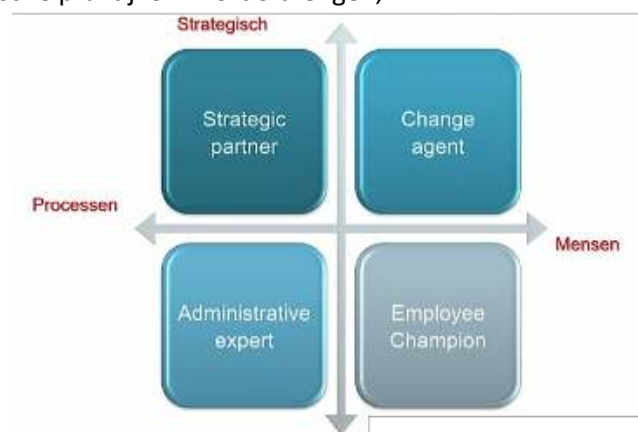 Strategisch
Strategic
partner
Change
agent
Processen
Mensen
Administrative
expert
Employee
Champion